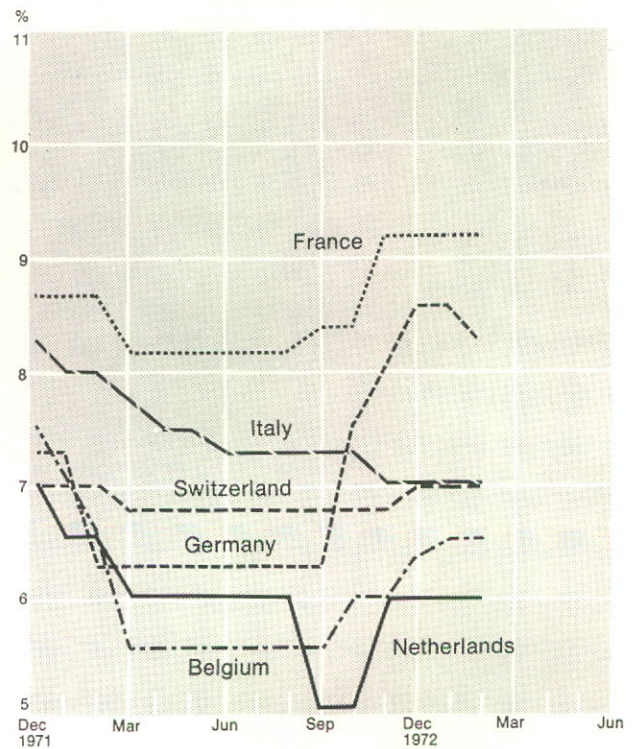 %
11
10
France
9
8
Italy
7
Switzerland
Germany
6
Netherlands
Belgium
5
Dec Mar Jun Sep Dec Mar Jun
1971 1972